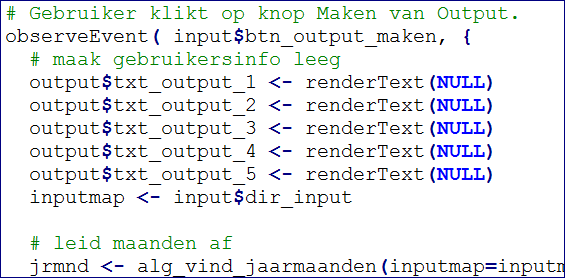 # Gebruiker klikt op knop Maken van Output.
observeEvent( input$btn_output_maken, {
  # maak gebruikersinfo leeg
  output$txt_output_1 <- renderText(NULL)
  output$txt_output_2 <- renderText(NULL)
  output$txt_output_3 <- renderText(NULL)
  output$txt_output_4 <- renderText(NULL)
  output$txt_output_5 <- renderText(NULL)
  inputmap <- input$dir_input

  # leid maanden af
  jrmnd <- alg_vind_jaarmaanden(inputmap=